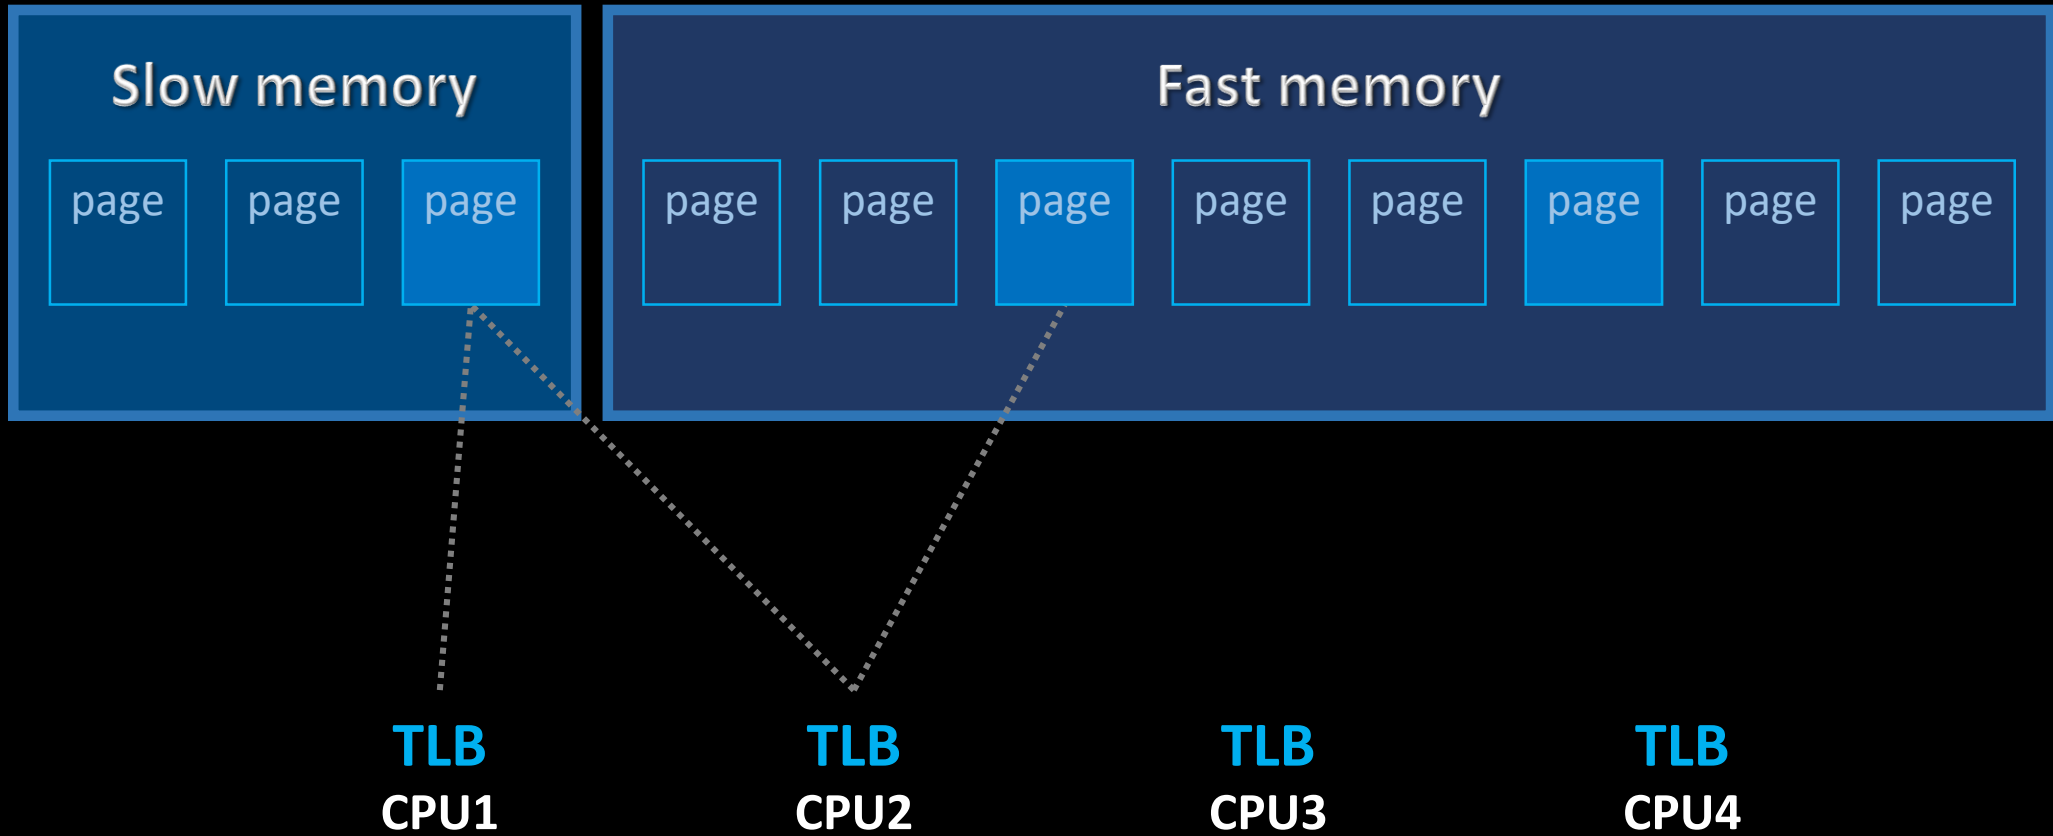 Slow memory
Fast memory
page page page page page page page page page page page
TLB TLB TLB TLB
CPU1 CPU2 CPU3 CPU4